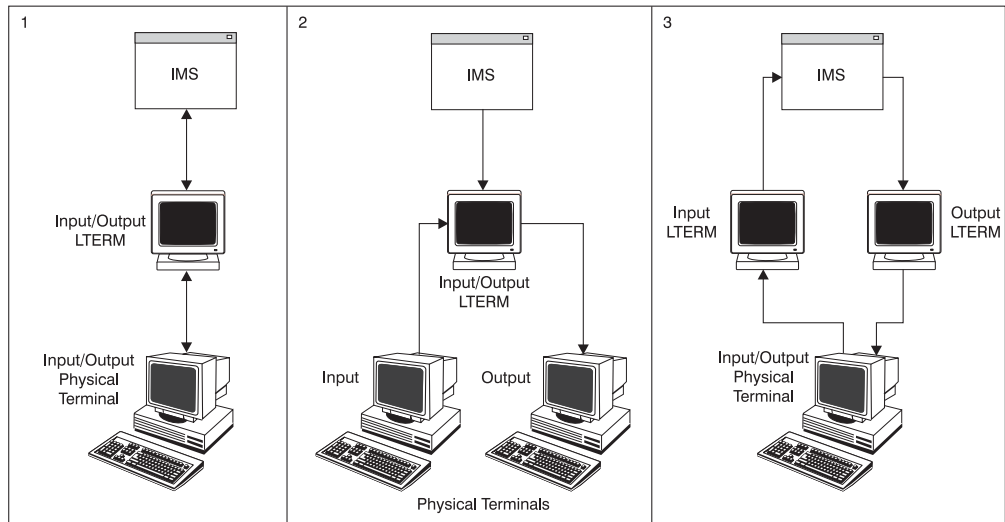 1
IMS
Input/Output
LTERM
Input/Output
Physical
Terminal
2
IMS
Input/Output
LTERM
Input
Output
Physical Terminals
3
IMS
Input
LTERM
Output
LTERM
Input/Output
Physical
Terminal